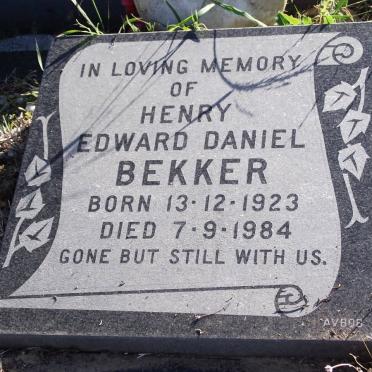 IN LOVING MEMORY
OF
HENRY
EDWARD DANIEL
BEKKER
BORN 13·12·1923
DIED 7·9·1984
GONE BUT STILL WITH US.
AVBOB